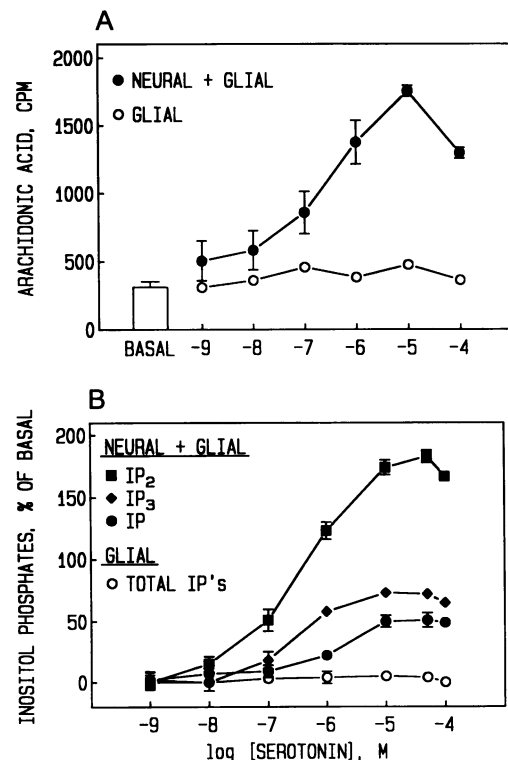 A
ARACHIDONIC ACID, CPM
2000
1500
1000
500
0
● NEURAL + GLIAL
○ GLIAL
BASAL -9 -8 -7 -6 -5 -4
B
INOSITOL PHOSPHATES, % OF BASAL
200
150
100
50
0
NEURAL + GLIAL
■ IP₂
◆ IP₃
● IP
GLIAL
○ TOTAL IP'S
-9 -8 -7 -6 -5 -4
log [SEROTONIN], M